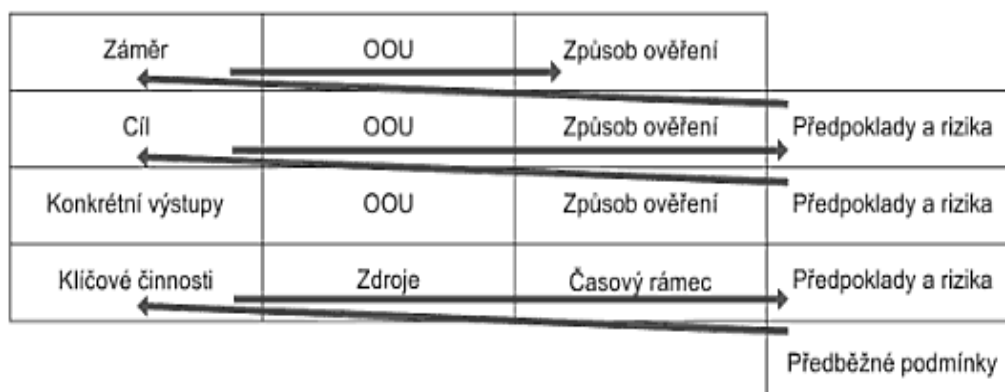 Záměr OOU Způsob ověření
Cíl OOU Způsob ověření Předpoklady a rizika
Konkrétní výstupy OOU Způsob ověření Předpoklady a rizika
Klíčové činnosti Zdroje Časový rámec Předpoklady a rizika
Předběžné podmínky